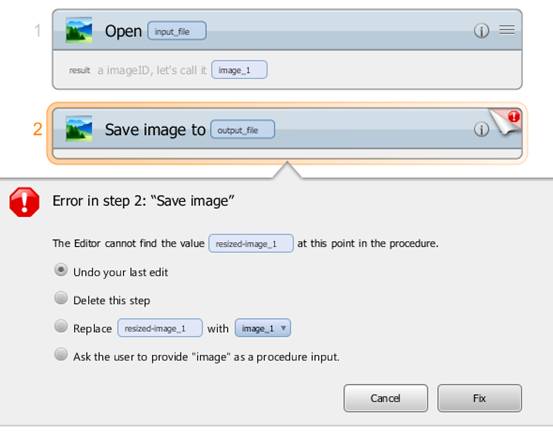 1 Open input_file
result a imageID, let's call it image_1
2 Save image to output_file
Error in step 2: “Save image”
The Editor cannot find the value resized-image_1 at this point in the procedure.
Undo your last edit
Delete this step
Replace resized-image_1 with image_1
Ask the user to provide "image" as a procedure input.
Cancel Fix